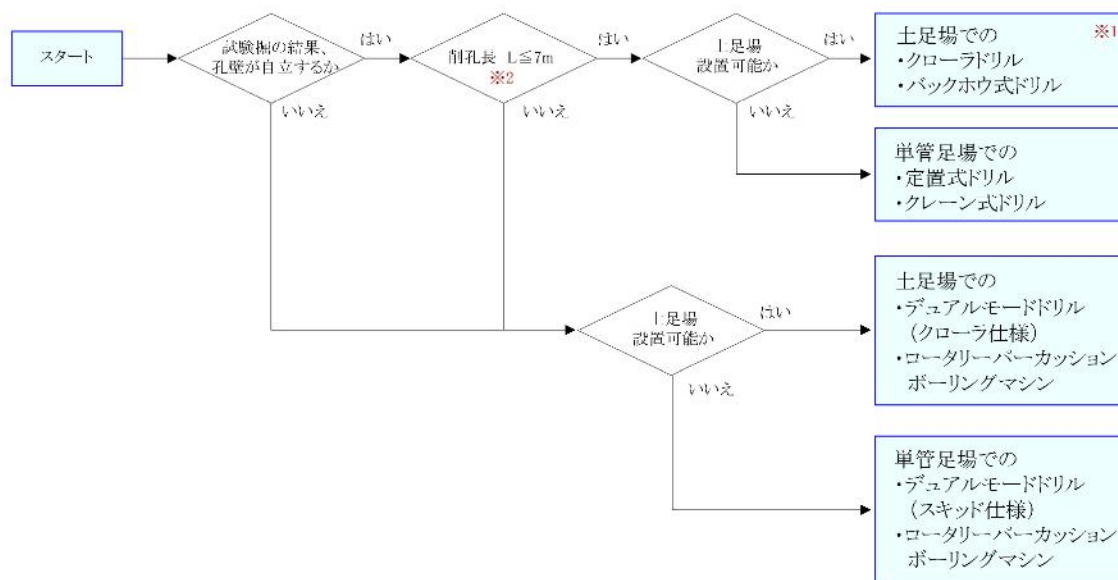 スタート
試験掘の結果、
孔壁が自立するか
はい
いいえ
削孔長 L≦7m
※2
はい
いいえ
土足場
設置可能か
はい
いいえ
土足場での
※1
・クローラドリル
・バックホウ式ドリル
単管足場での
・定置式ドリル
・クレーン式ドリル
土足場
設置可能か
はい
いいえ
土足場での
・デュアルモードドリル
（クローラ仕様）
・ロータリーパーカッション
ボーリングマシン
単管足場での
・デュアルモードドリル
（スキッド仕様）
・ロータリーパーカッション
ボーリングマシン